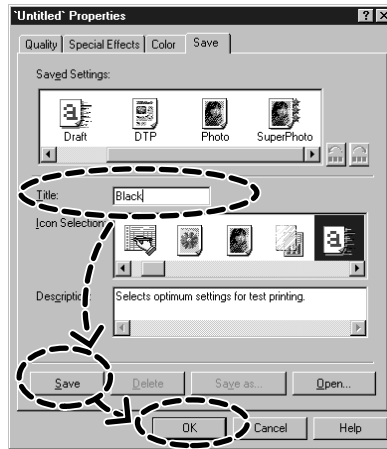 'Untitled' Properties
Quality Special Effects Color Save
Saved Settings:
Draft DTP Photo SuperPhoto
Title: Black
Icon Selection
Description: Selects optimum settings for test printing.
Save Delete Save as... Open...
OK Cancel Help